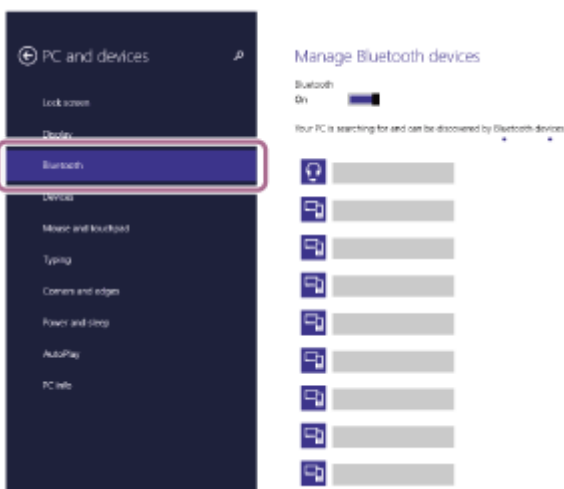 PC and devices
Lock screen
Display
Bluetooth
Devices
Mouse and touchpad
Typing
Corners and edges
Power and sleep
AutoPlay
PC info
Manage Bluetooth devices
Bluetooth
On
Your PC is searching for and can be discovered by Bluetooth devices